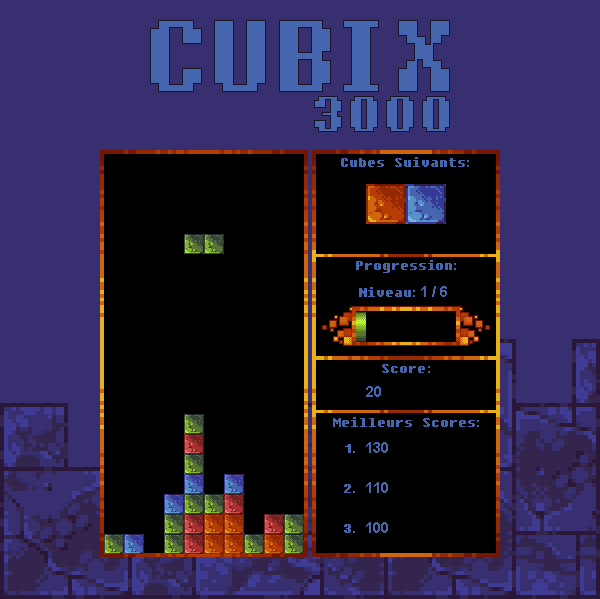 CUBIX
3000
Cubes Suivants:
Progression:
Niveau: 1/6
Score:
20
Meilleurs Scores:
1. 130
2. 110
3. 100